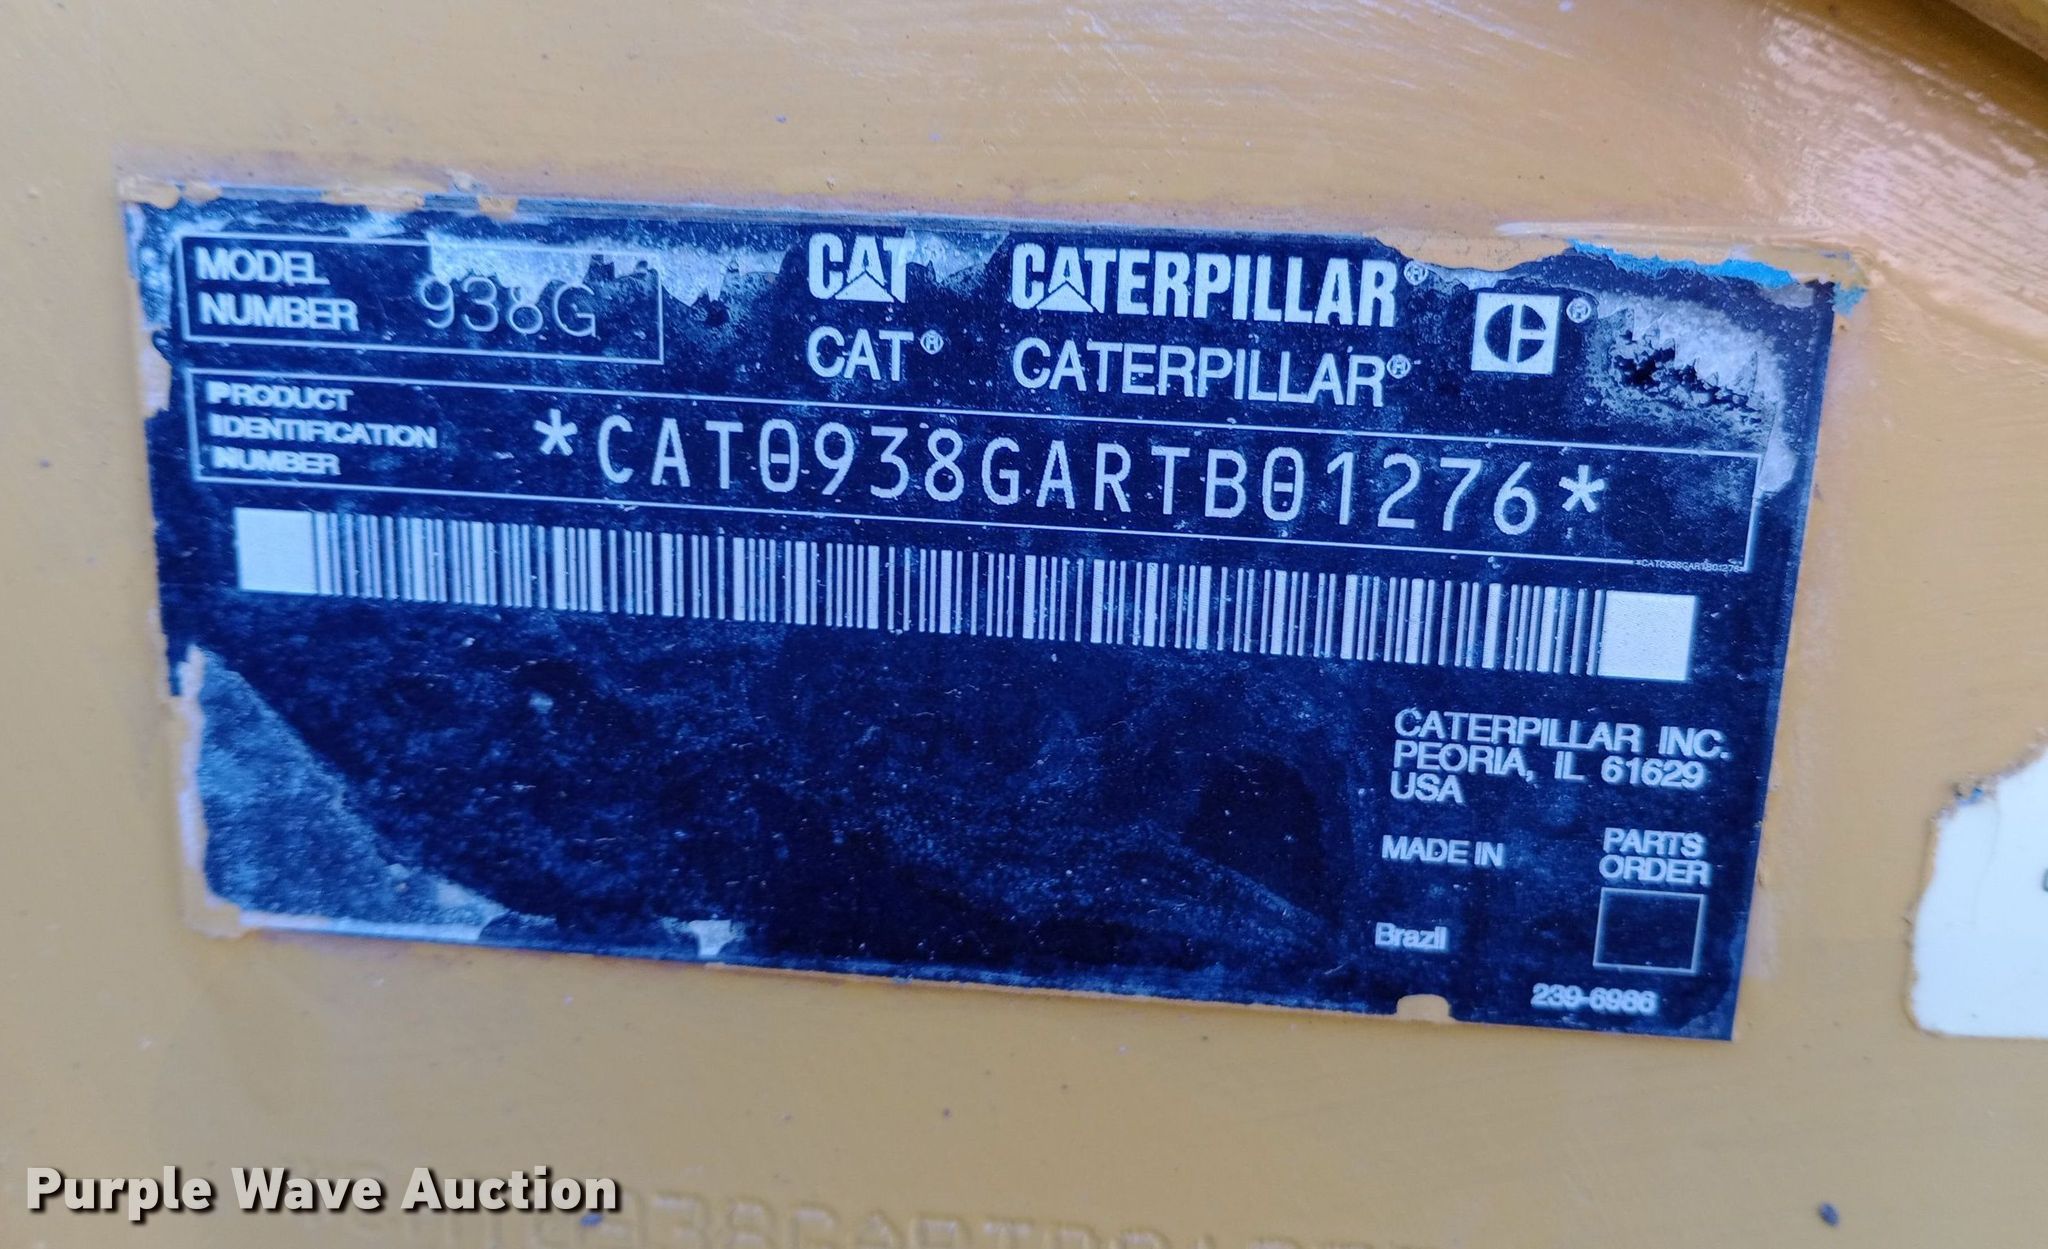 MODEL
NUMBER 938G
CAT® CATERPILLAR®
CAT® CATERPILLAR®
PRODUCT
IDENTIFICATION
NUMBER
*CAT0938GARTB01276*
*CAT0938GARTB01276*
CATERPILLAR INC.
PEORIA, IL 61629
USA
MADE IN
Brazil
PARTS
ORDER
239-6986
Purple Wave Auction